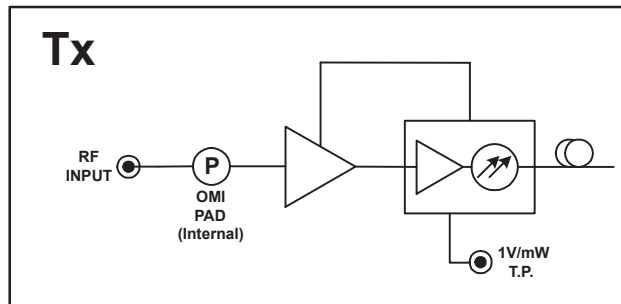 Tx
RF
INPUT
P
OMI
PAD
(Internal)
1V/mW
T.P.